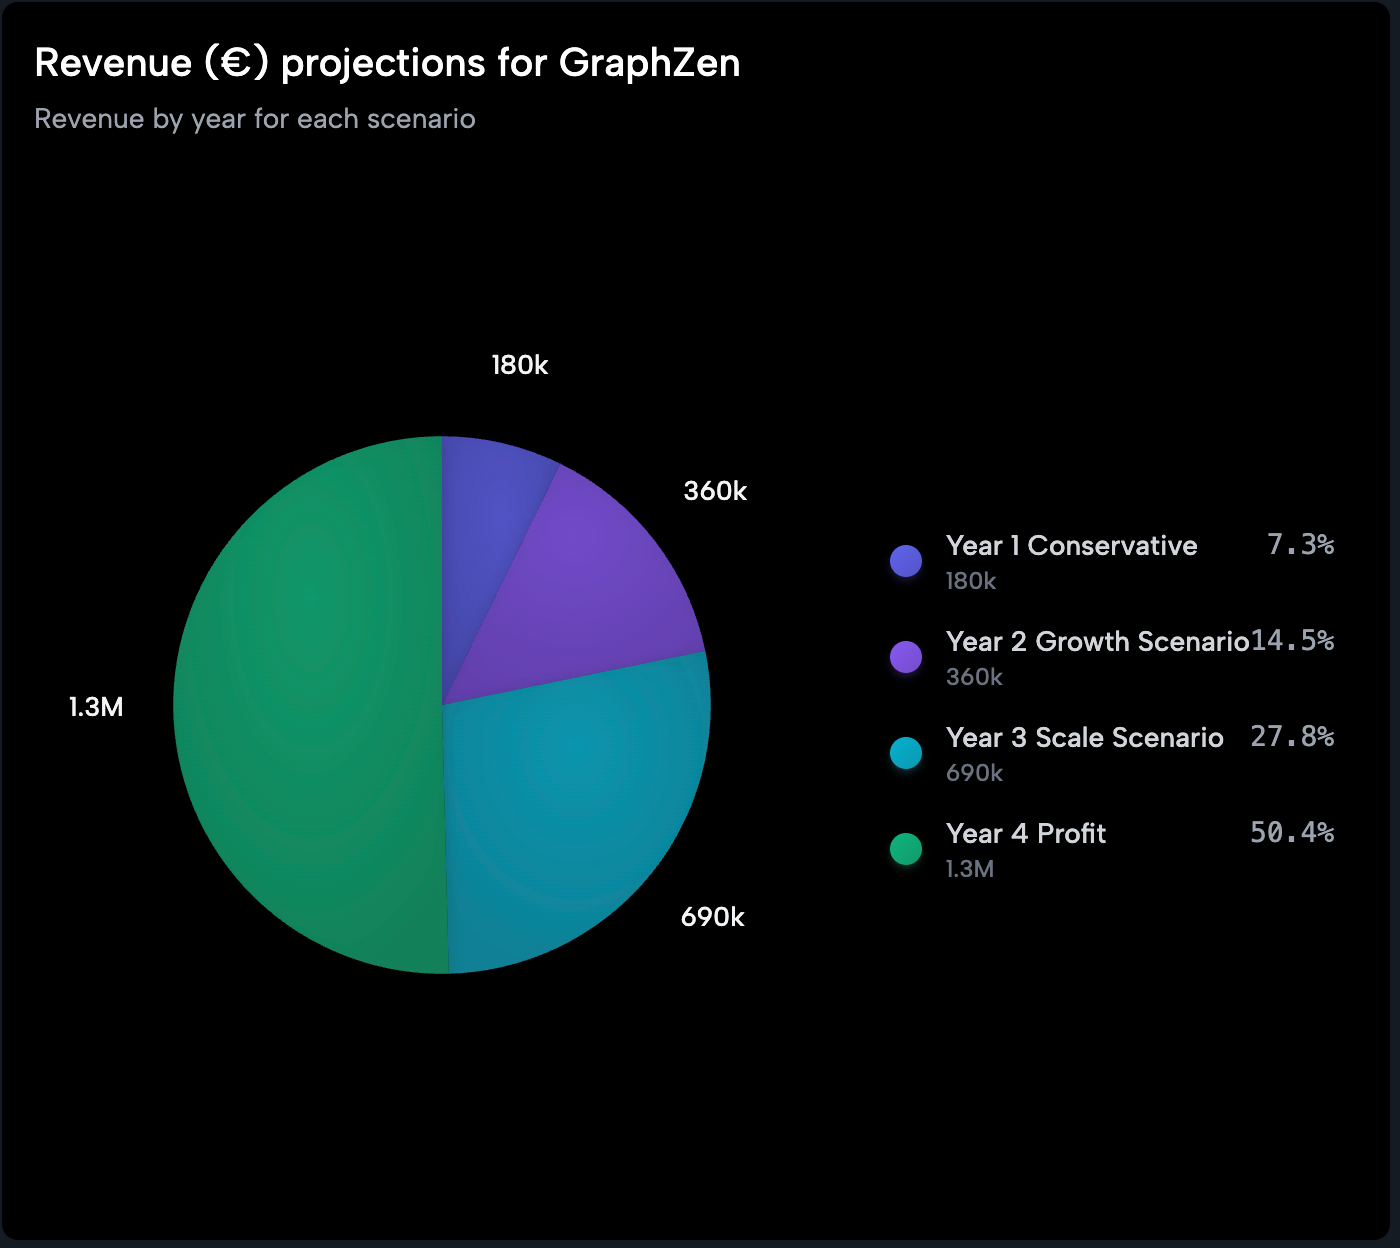 Revenue (€) projections for GraphZen
Revenue by year for each scenario
180k
360k
1.3M
690k
Year 1 Conservative 7.3%
180k
Year 2 Growth Scenario 14.5%
360k
Year 3 Scale Scenario 27.8%
690k
Year 4 Profit 50.4%
1.3M